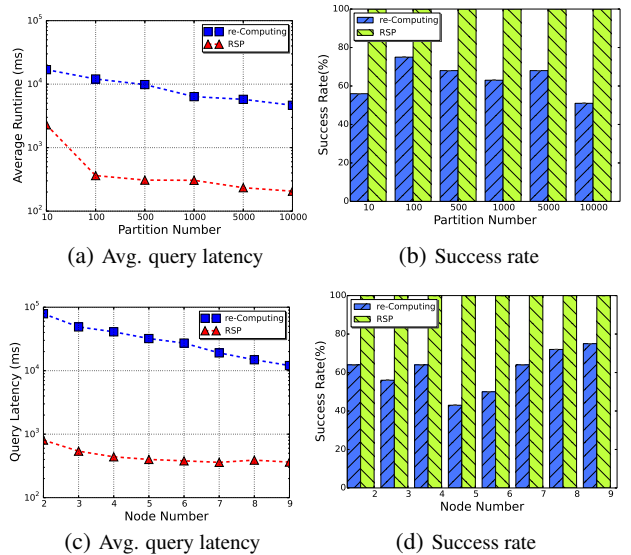 10^5
10^4
10^3
10^2
Average Runtime (ms)
re-Computing
RSP
10 100 500 1000 5000 10000
Partition Number
(a) Avg. query latency
100
80
60
40
20
0
Success Rate(%)
re-Computing
RSP
10 100 500 1000 5000 10000
Partition Number
(b) Success rate
10^5
10^4
10^3
10^2
Query Latency (ms)
re-Computing
RSP
2 3 4 5 6 7 8 9
Node Number
(c) Avg. query latency
100
80
60
40
20
0
Success Rate(%)
re-Computing
RSP
2 3 4 5 6 7 8 9
Node Number
(d) Success rate